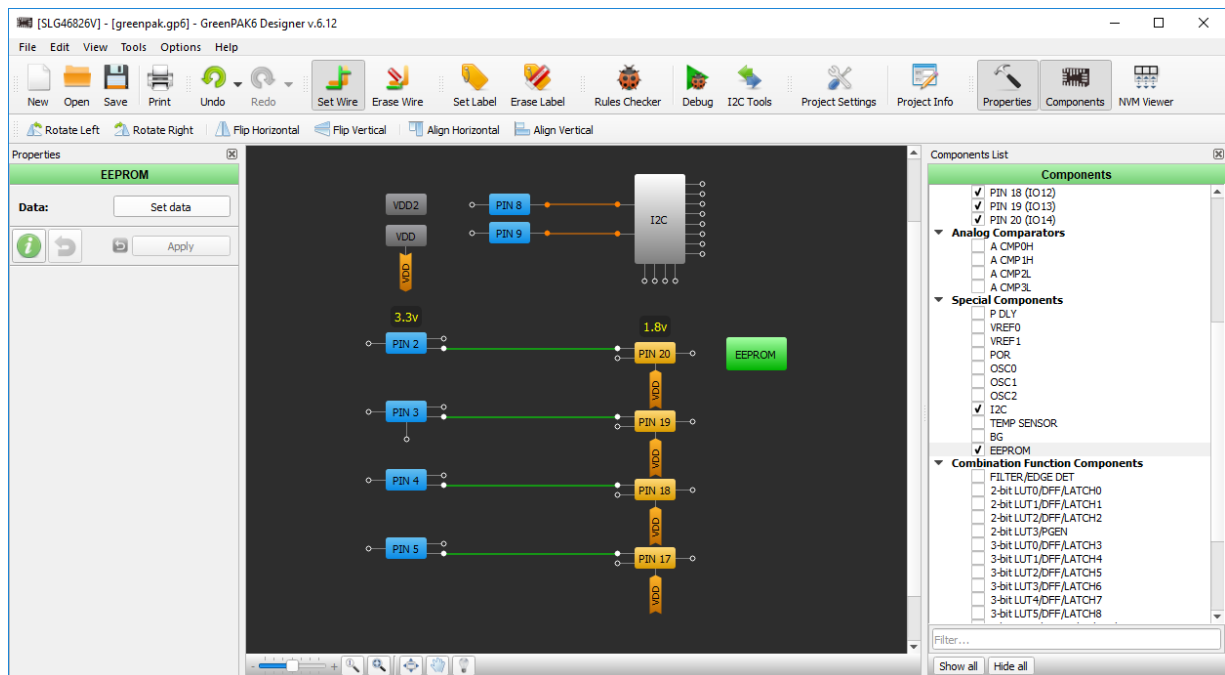 [SLG46826V] - [greenpak.gp6] - GreenPAK6 Designer v.6.12
File Edit View Tools Options Help
New Open Save Print Undo Redo Set Wire Erase Wire Set Label Erase Label Rules Checker Debug I2C Tools Project Settings Project Info Properties Components NVM Viewer
Rotate Left Rotate Right Flip Horizontal Flip Vertical Align Horizontal Align Vertical
Properties
EEPROM
Data: Set data
Apply
VDD2
VDD
VDD
PIN 8
PIN 9
I2C
3.3v
1.8v
PIN 2
PIN 20
EEPROM
VDD
PIN 3
PIN 19
VDD
PIN 4
PIN 18
VDD
PIN 5
PIN 17
VDD
- +
Components List
Components
PIN 18 (IO12)
PIN 19 (IO13)
PIN 20 (IO14)
Analog Comparators
A CMP0H
A CMP1H
A CMP2L
A CMP3L
Special Components
P DLY
VREF0
VREF1
POR
OSC0
OSC1
OSC2
I2C
TEMP SENSOR
BG
EEPROM
Combination Function Components
FILTER/EDGE DET
2-bit LUT0/DFF/LATCH0
2-bit LUT1/DFF/LATCH1
2-bit LUT2/DFF/LATCH2
2-bit LUT3/PGEN
3-bit LUT0/DFF/LATCH3
3-bit LUT1/DFF/LATCH4
3-bit LUT2/DFF/LATCH5
3-bit LUT3/DFF/LATCH6
3-bit LUT4/DFF/LATCH7
3-bit LUT5/DFF/LATCH8
Filter...
Show all Hide all